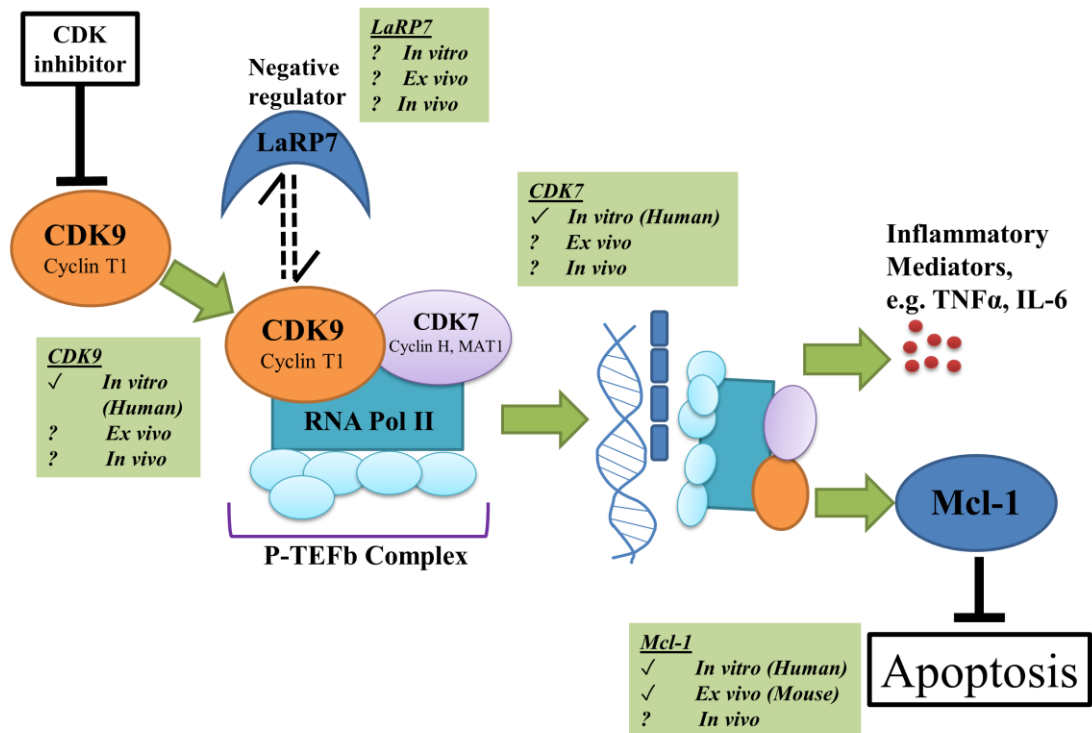 CDK
inhibitor
Negative
regulator
LaRP7
LaRP7
? In vitro
? Ex vivo
? In vivo
CDK9
Cyclin T1
CDK9
✓ In vitro
(Human)
? Ex vivo
? In vivo
CDK9
Cyclin T1
CDK7
Cyclin H, MAT1
RNA Pol II
P-TEFb Complex
CDK7
✓ In vitro (Human)
? Ex vivo
? In vivo
Inflammatory
Mediators,
e.g. TNFα, IL-6
Mcl-1
Mcl-1
✓ In vitro (Human)
✓ Ex vivo (Mouse)
? In vivo
Apoptosis